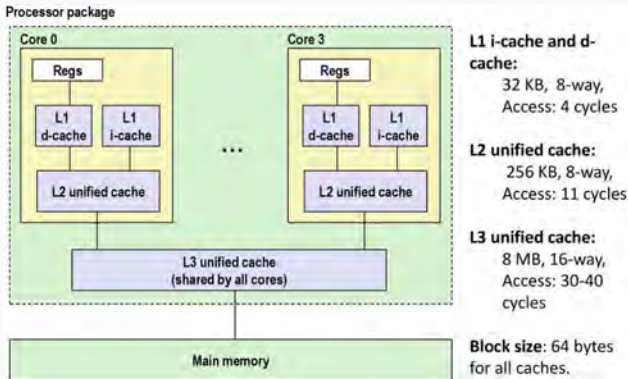 Processor package
Core 0
Regs
L1
d-cache
L1
i-cache
L2 unified cache
...
Core 3
Regs
L1
d-cache
L1
i-cache
L2 unified cache
L3 unified cache
(shared by all cores)
Main memory
L1 i-cache and d-
cache:
32 KB, 8-way,
Access: 4 cycles
L2 unified cache:
256 KB, 8-way,
Access: 11 cycles
L3 unified cache:
8 MB, 16-way,
Access: 30-40
cycles
Block size: 64 bytes
for all caches.